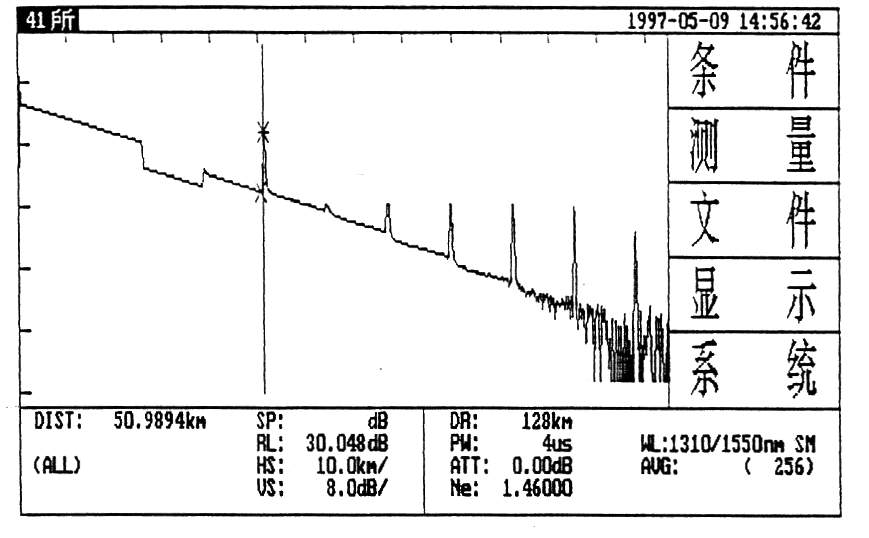 41所 1997-05-09 14:56:42
条 件
测 量
文 件
显 示
系 统
DIST: 50.9894km SP: dB DR: 128km
RL: 30.048dB PW: 4us WL:1310/1550nm SM
(ALL) HS: 10.0km/ ATT: 0.00dB AVG: ( 256)
VS: 8.0dB/ Ne: 1.46000